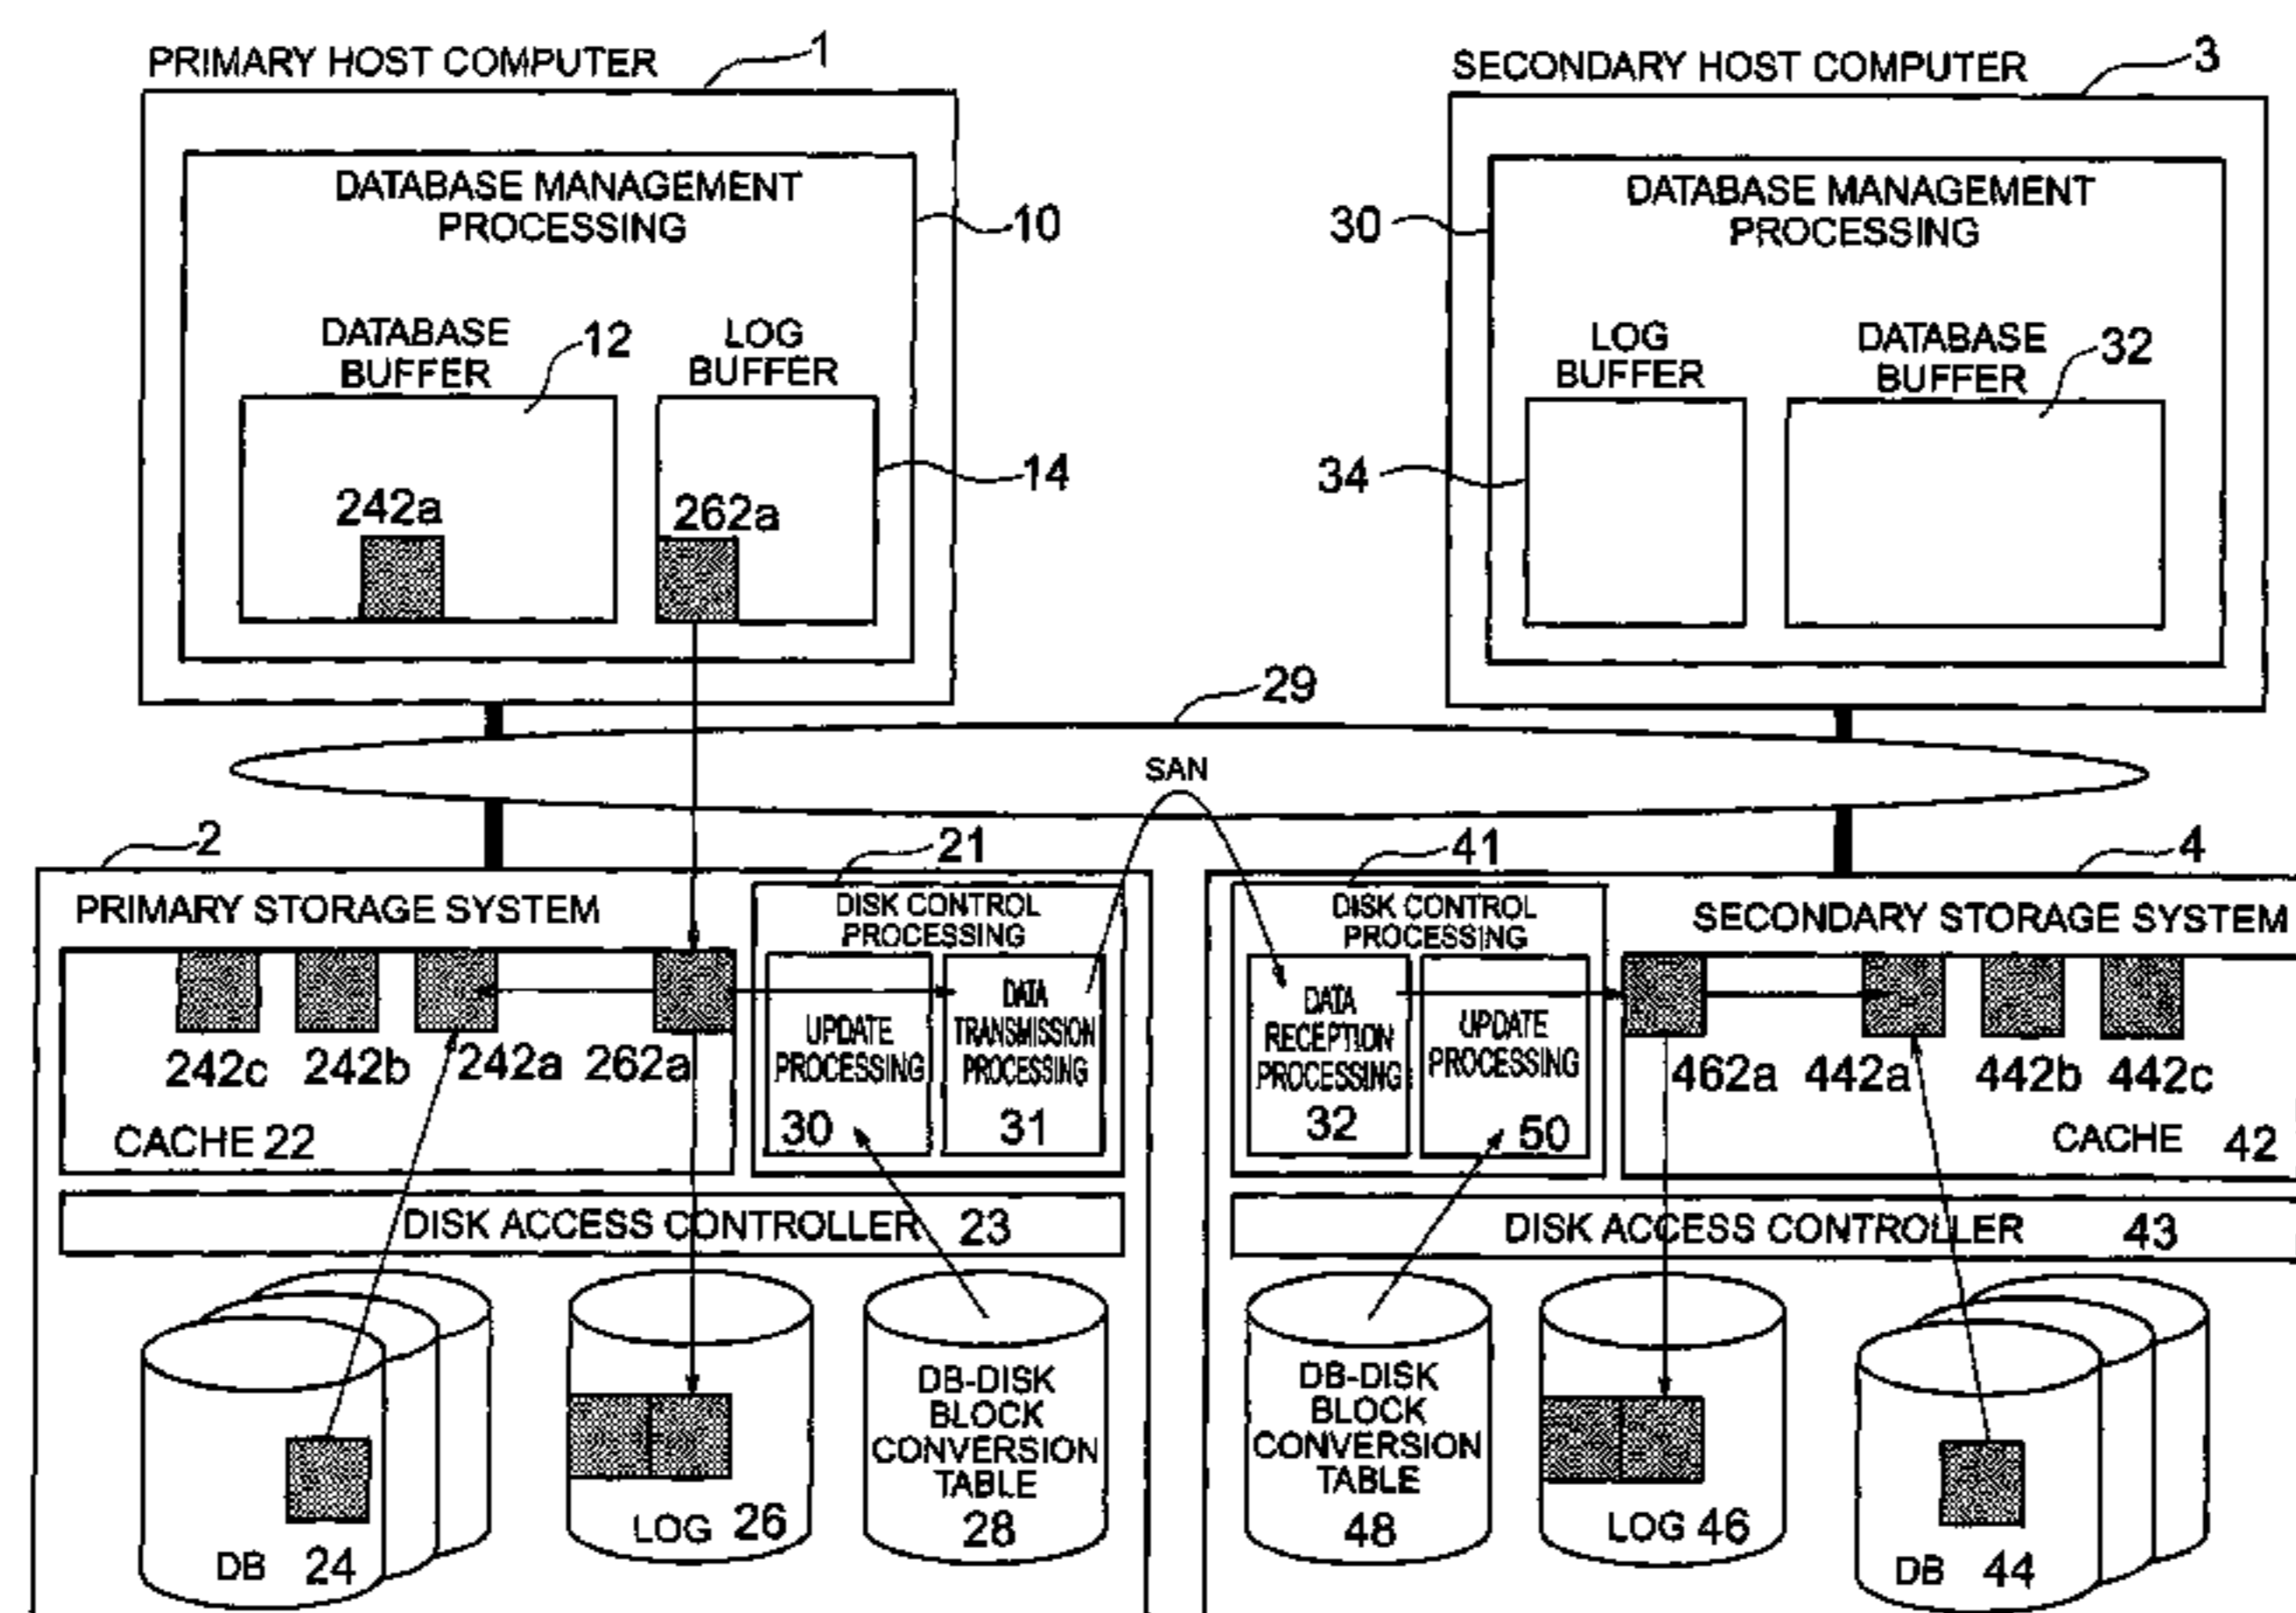 PRIMARY HOST COMPUTER
1
DATABASE MANAGEMENT
PROCESSING
10
DATABASE
BUFFER
12
LOG
BUFFER
14
242a
262a
SECONDARY HOST COMPUTER
3
DATABASE MANAGEMENT
PROCESSING
30
LOG
BUFFER
34
DATABASE
BUFFER
32
29
SAN
2
PRIMARY STORAGE SYSTEM
242c
242b
242a
262a
CACHE 22
21
DISK CONTROL
PROCESSING
UPDATE
PROCESSING
30
DATA
TRANSMISSION
PROCESSING
31
DISK ACCESS CONTROLLER 23
DB 24
LOG 26
DB-DISK
BLOCK
CONVERSION
TABLE
28
41
DISK CONTROL
PROCESSING
DATA
RECEPTION
PROCESSING
32
UPDATE
PROCESSING
50
4
SECONDARY STORAGE SYSTEM
462a
442a
442b
442c
CACHE 42
DISK ACCESS CONTROLLER 43
DB-DISK
BLOCK
CONVERSION
TABLE
48
LOG 46
DB 44